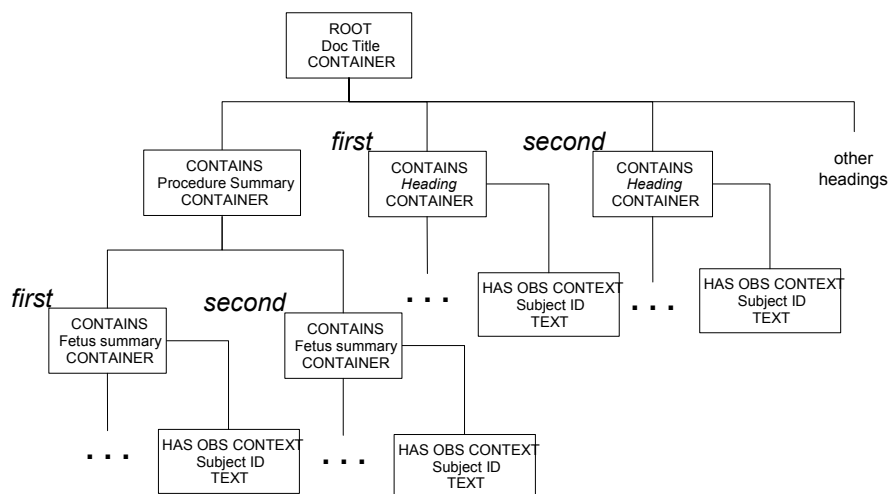 ROOT
Doc Title
CONTAINER
first
second
CONTAINS
Procedure Summary
CONTAINER
CONTAINS
Heading
CONTAINER
CONTAINS
Heading
CONTAINER
other
headings
. . .
HAS OBS CONTEXT
Subject ID
TEXT
. . .
HAS OBS CONTEXT
Subject ID
TEXT
first
second
CONTAINS
Fetus summary
CONTAINER
CONTAINS
Fetus summary
CONTAINER
. . .
HAS OBS CONTEXT
Subject ID
TEXT
. . .
HAS OBS CONTEXT
Subject ID
TEXT